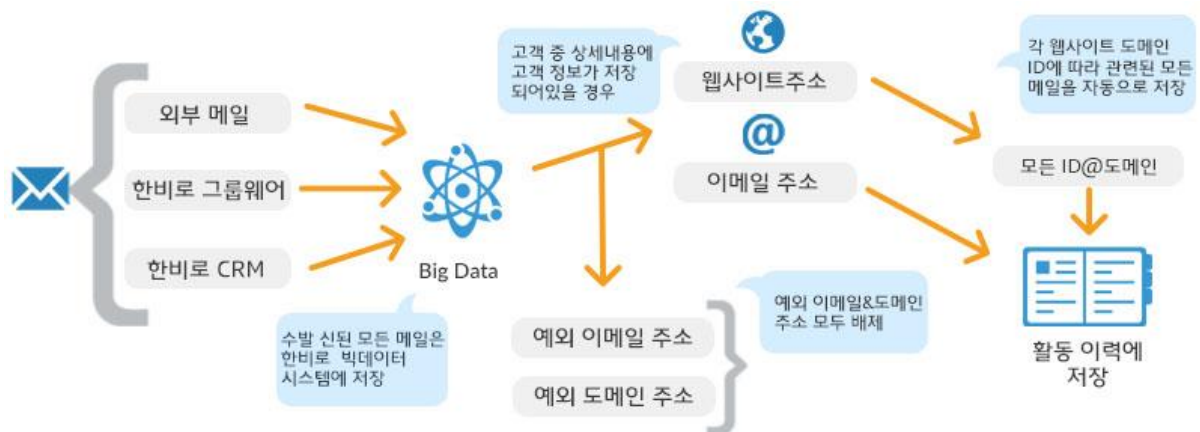 외부 메일
한비로 그룹웨어
한비로 CRM
Big Data
수발 신된 모든 메일은
한비로 빅데이터
시스템에 저장
고객 중 상세내용에
고객 정보가 저장
되어있을 경우
웹사이트주소
@
이메일 주소
예외 이메일 주소
예외 도메인 주소
예외 이메일&도메인
주소 모두 배제
각 웹사이트 도메인
ID에 따라 관련된 모든
메일을 자동으로 저장
모든 ID@도메인
활동 이력에
저장